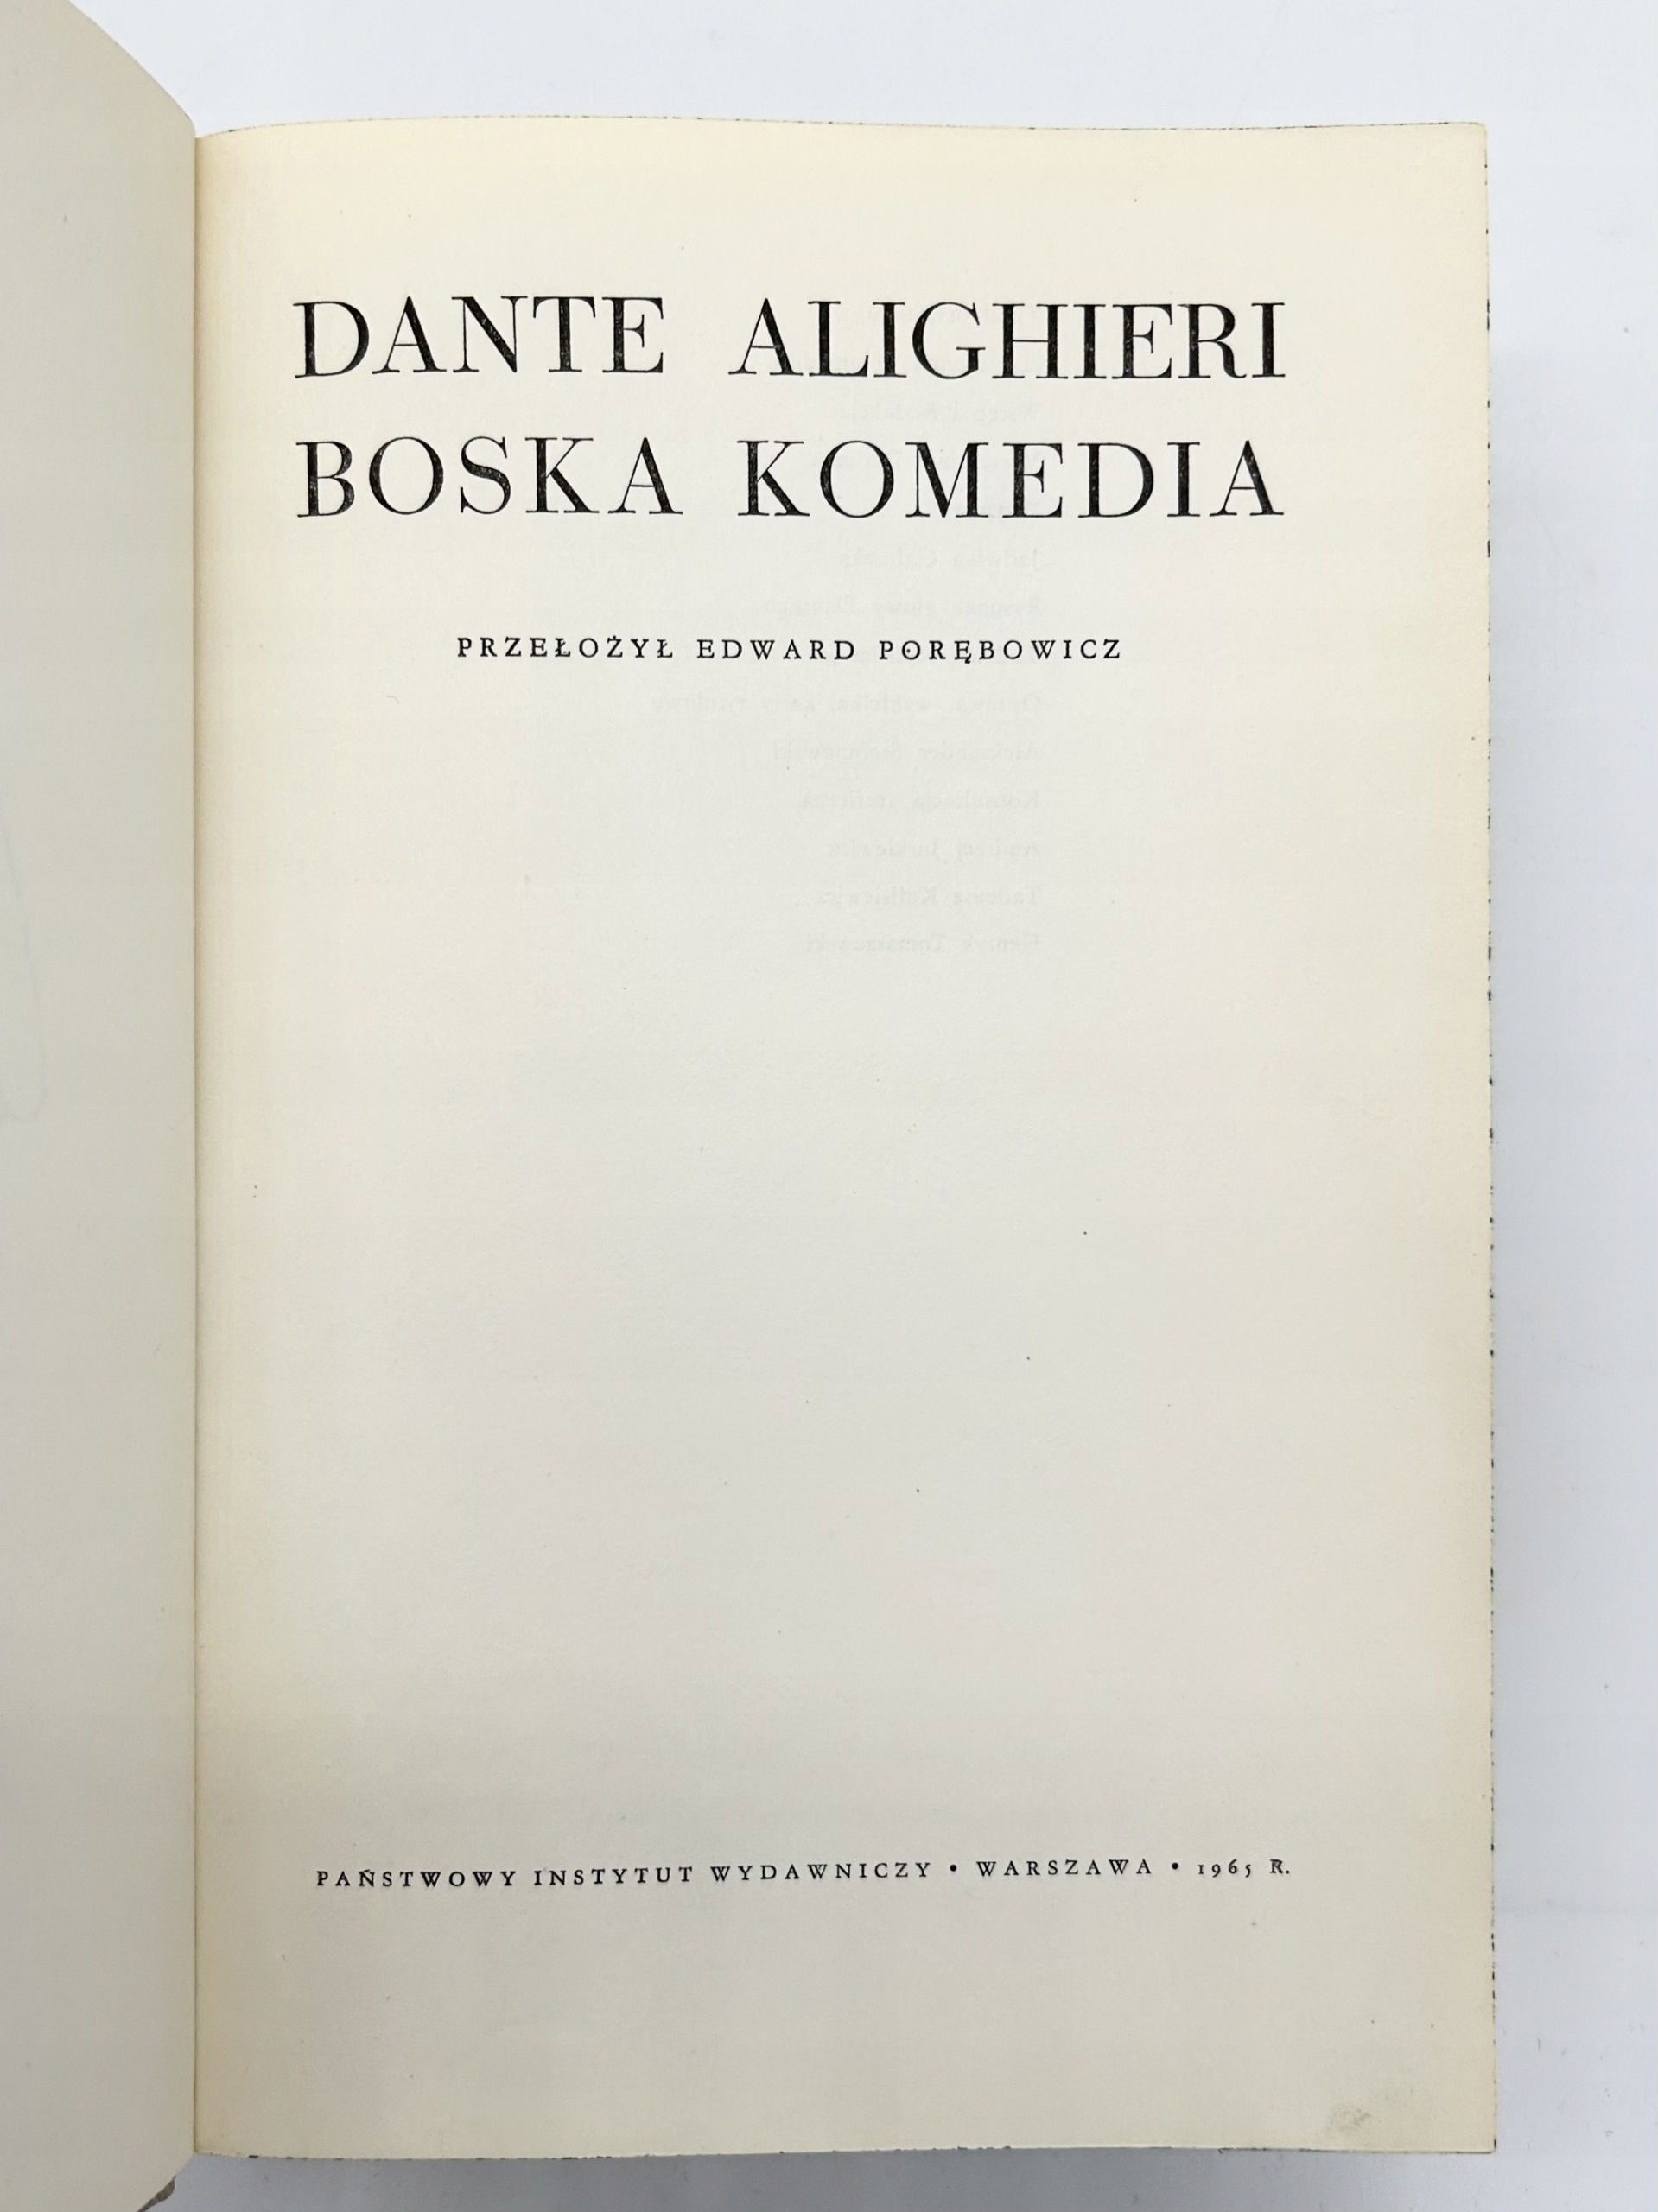 DANTE ALIGHIERI
BOSKA KOMEDIA
PRZEŁOŻYŁ EDWARD PORĘBOWICZ
PAŃSTWOWY INSTYTUT WYDAWNICZY • WARSZAWA • 1965 R.